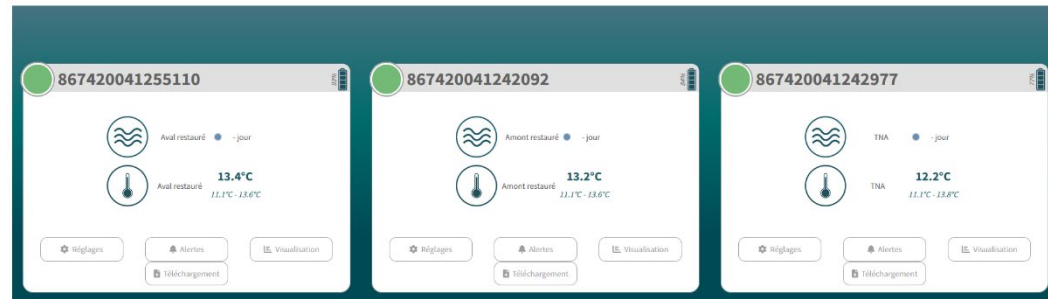 867420041255110
Aval restauré - jour
Aval restauré 13.4°C
11.1°C - 13.6°C
Réglages Alertes Visualisation
Téléchargement
867420041242092
84%
Amont restauré - jour
Amont restauré 13.2°C
11.1°C - 13.6°C
Réglages Alertes Visualisation
Téléchargement
867420041242977
77%
TNA - jour
TNA 12.2°C
11.1°C - 13.8°C
Réglages Alertes Visualisation
Téléchargement